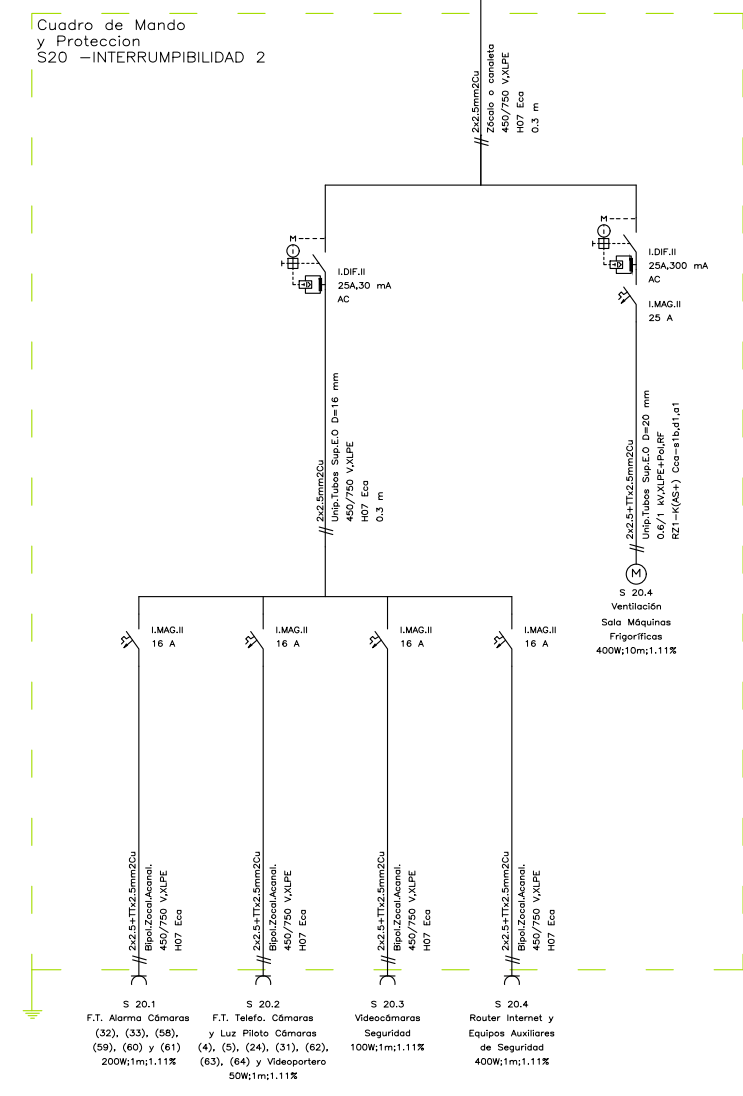 Cuadro de Mando
y Proteccion
S20 -INTERRUMPIBILIDAD 2
2x2.5mm2Cu
Zócalo o canaleta
450/750 V,XLPE
H07 Eca
0.3 m
M
I.DIF.II
25A,30 mA
AC
M
I.DIF.II
25A,300 mA
AC
I.MAG.II
25 A
2x2.5mm2Cu
Unip.Tubos Sup.E.O D=16 mm
450/750 V,XLPE
H07 Eca
0.3 m
2x2.5+TTx2.5mm2Cu
Unip.Tubos Sup.E.O D=20 mm
0.6/1 kV,XLPE+Pol,RF
RZ1-K(AS+) Cca-s1b,d1,a1
M
S 20.4
Ventilación
Sala Máquinas
Frigoríficas
400W;10m;1.11%
I.MAG.II
16 A
I.MAG.II
16 A
I.MAG.II
16 A
I.MAG.II
16 A
2x2.5+TTx2.5mm2Cu
Bipol.Zocal.Acanal.
450/750 V,XLPE
H07 Eca
2x2.5+TTx2.5mm2Cu
Bipol.Zocal.Acanal.
450/750 V,XLPE
H07 Eca
2x2.5+TTx2.5mm2Cu
Bipol.Zocal.Acanal.
450/750 V,XLPE
H07 Eca
2x2.5+TTx2.5mm2Cu
Bipol.Zocal.Acanal.
450/750 V,XLPE
H07 Eca
S 20.1
F.T. Alarma Cámaras
(32), (33), (58),
(59), (60) y (61)
200W;1m;1.11%
S 20.2
F.T. Telefo. Cámaras
y Luz Piloto Cámaras
(4), (5), (24), (31), (62),
(63), (64) y Videoportero
50W;1m;1.11%
S 20.3
Videocámaras
Seguridad
100W;1m;1.11%
S 20.4
Router Internet y
Equipos Auxiliares
de Seguridad
400W;1m;1.11%